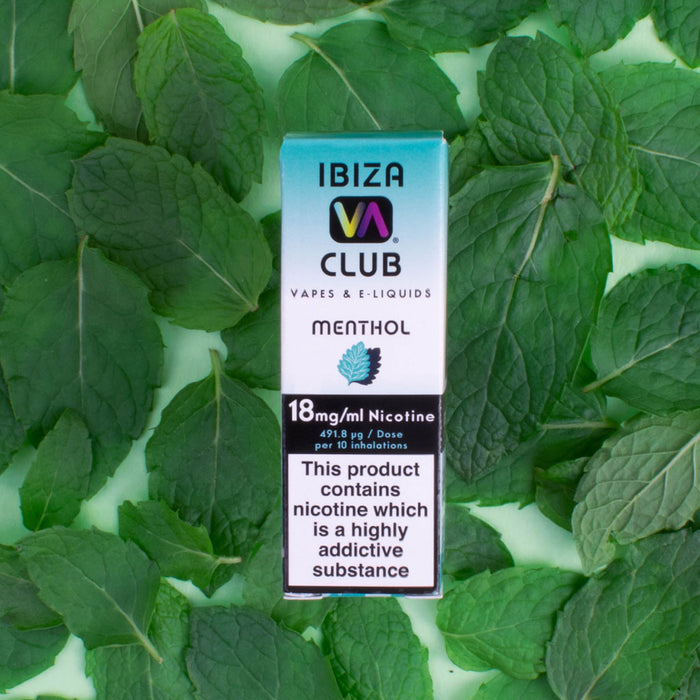 IBIZA
VA®
CLUB
VAPES & E-LIQUIDS
MENTHOL
18mg/ml Nicotine
491.8 µg / Dose
per 10 inhalations
This product
contains
nicotine which
is a highly
addictive
substance